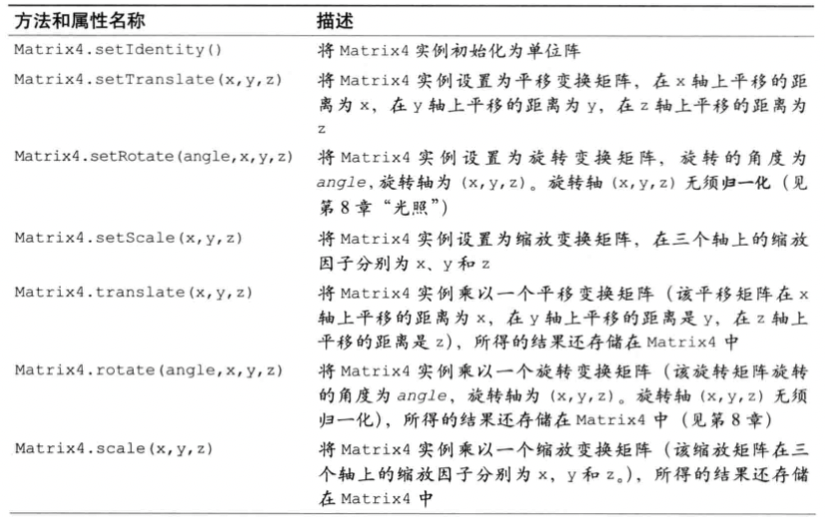 方法和属性名称 描述
Matrix4.setIdentity() 将 Matrix4 实例初始化为单位阵
Matrix4.setTranslate(x,y,z) 将 Matrix4 实例设置为平移变换矩阵，在 x 轴上平移的距
离为 x，在 y 轴上平移的距离为 y，在 z 轴上平移的距离为
z
Matrix4.setRotate(angle,x,y,z) 将 Matrix4 实例设置为旋转变换矩阵，旋转的角度为
angle,旋转轴为 (x,y,z)。旋转轴 (x,y,z) 无须归一化（见
第 8 章“光照”）
Matrix4.setScale(x,y,z) 将 Matrix4 实例设置为缩放变换矩阵，在三个轴上的缩放
因子分别为 x、y 和 z
Matrix4.translate(x,y,z) 将 Matrix4 实例乘以一个平移变换矩阵（该平移矩阵在 x
轴上平移的距离为 x，在 y 轴上平移的距离是 y，在 z 轴上
平移的距离是 z），所得的结果还存储在 Matrix4 中
Matrix4.rotate(angle,x,y,z) 将 Matrix4 实例乘以一个旋转变换矩阵（该旋转矩阵旋转
的角度为 angle，旋转轴为 (x,y,z)。旋转轴 (x,y,z) 无须
归一化），所得的结果还存储在 Matrix4 中（见第 8 章）
Matrix4.scale(x,y,z) 将 Matrix4 实例乘以一个缩放变换矩阵（该缩放矩阵在三
个轴上的缩放因子分别为 x，y 和 z。），所得的结果还存储
在 Matrix4 中